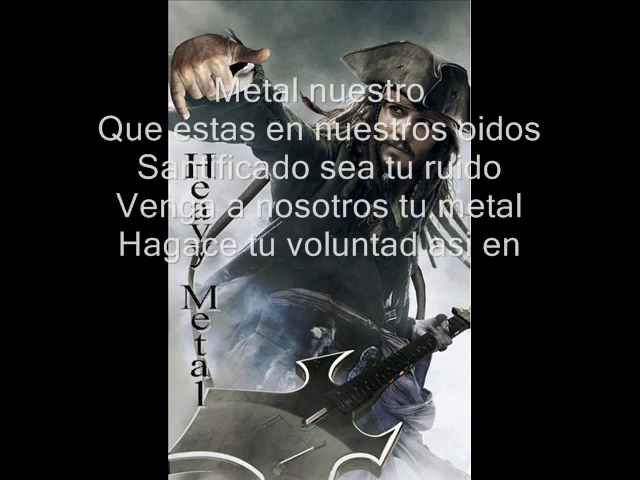 Metal nuestro
Que estas en nuestros oidos
Santificado sea tu ruido
Venga a nosotros tu metal
Hagace tu voluntad asi en
Heavy Metal